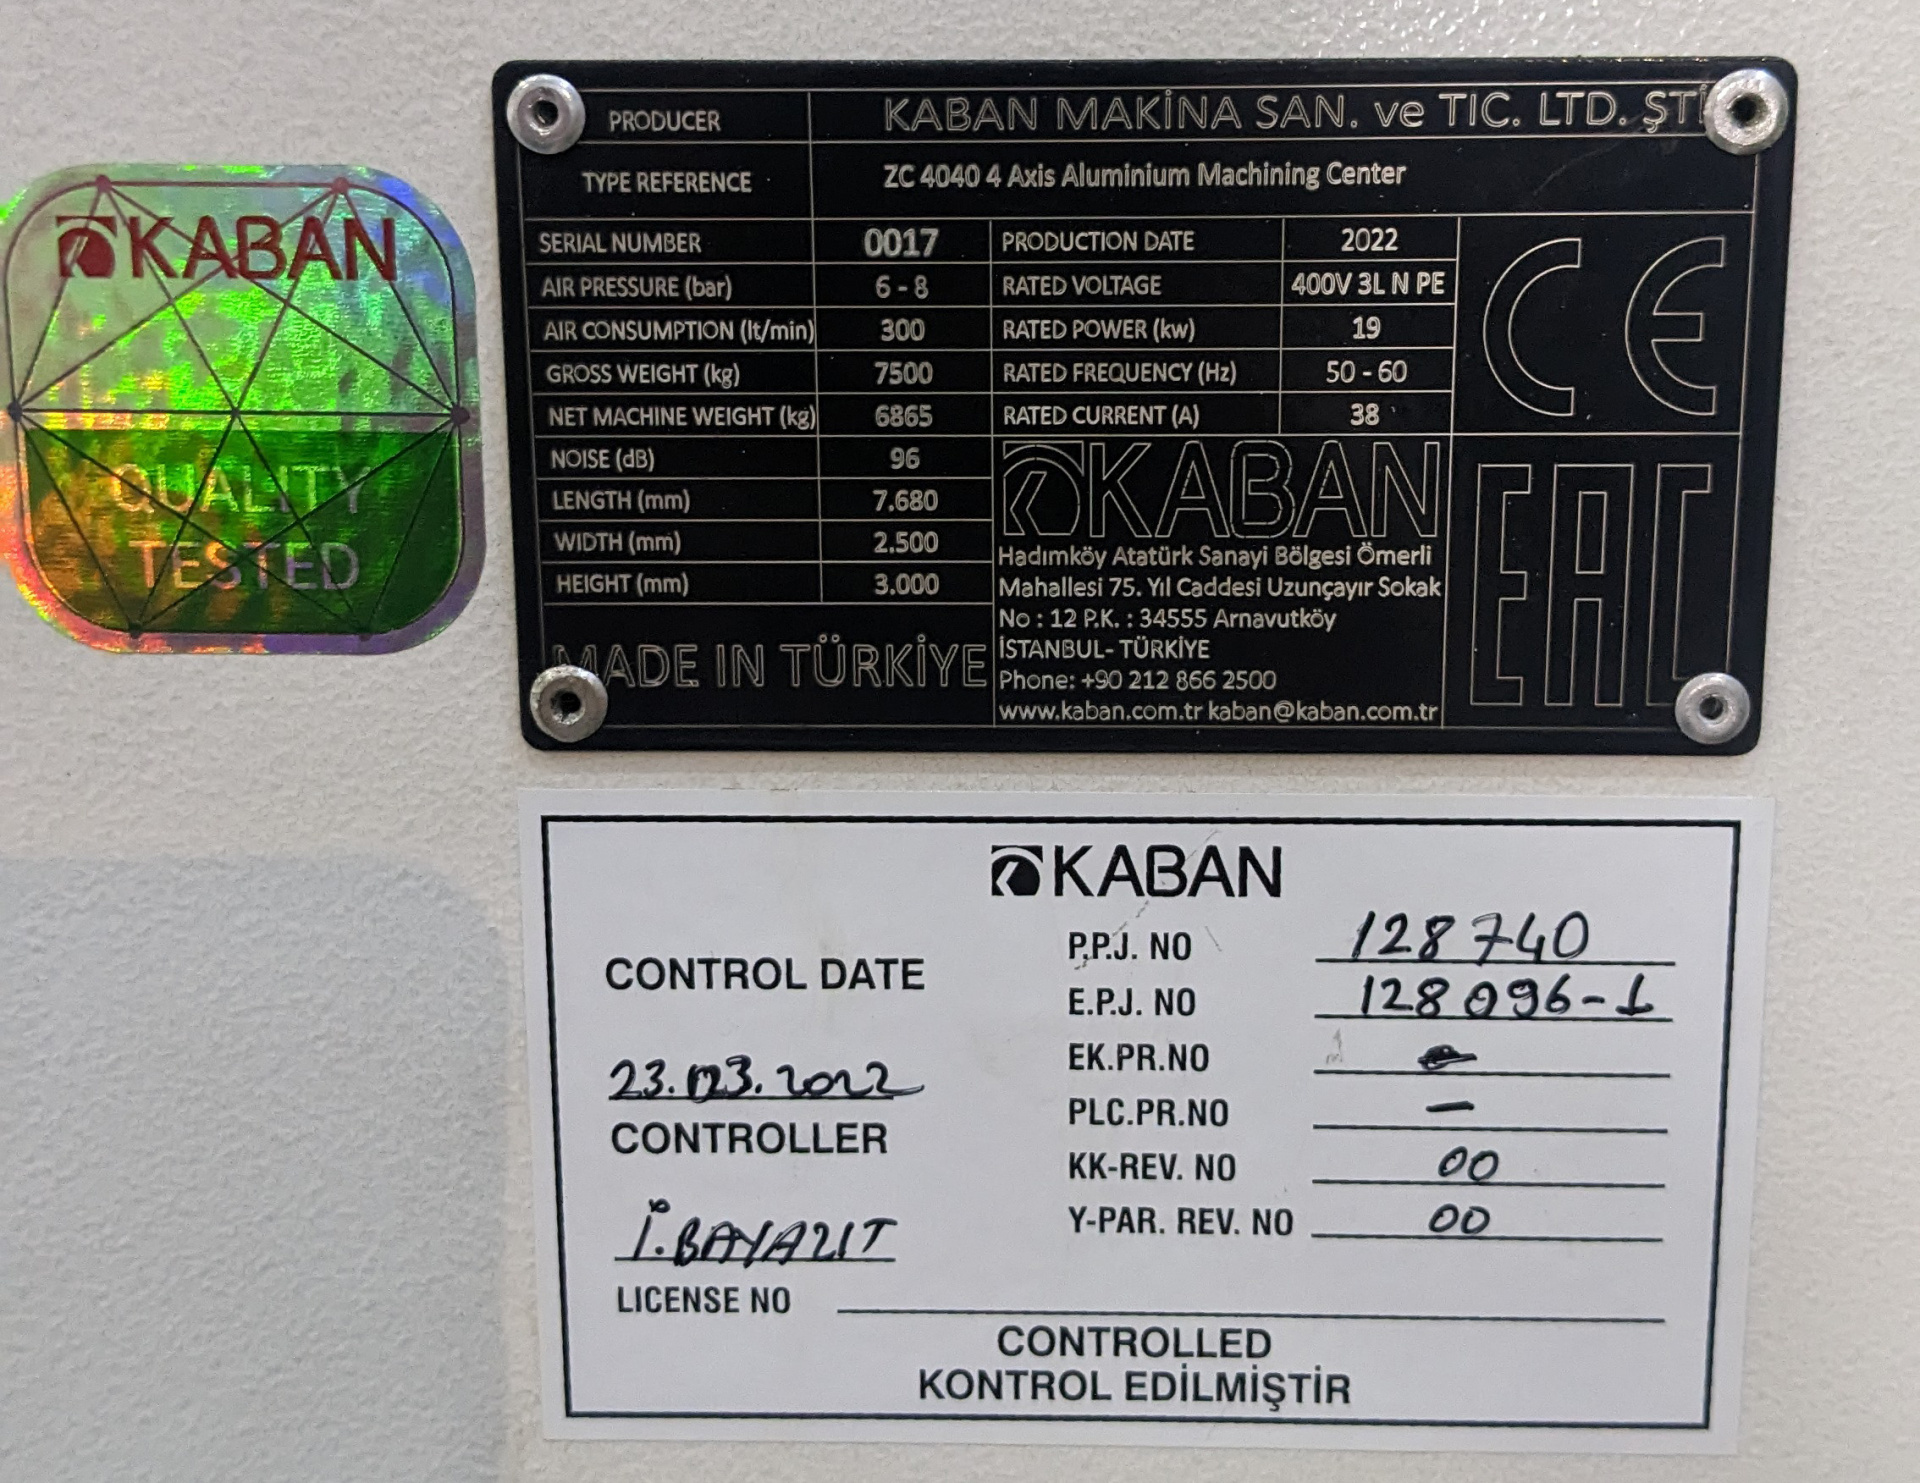 KABAN
QUALITY
TESTED
PRODUCER KABAN MAKİNA SAN. ve TIC. LTD. ŞTİ
TYPE REFERENCE ZC 4040 4 Axis Aluminium Machining Center
SERIAL NUMBER 0017 PRODUCTION DATE 2022
AIR PRESSURE (bar) 6 - 8 RATED VOLTAGE 400V 3L N PE
AIR CONSUMPTION (lt/min) 300 RATED POWER (kw) 19
GROSS WEIGHT (kg) 7500 RATED FREQUENCY (Hz) 50 - 60
NET MACHINE WEIGHT (kg) 6865 RATED CURRENT (A) 38
NOISE (dB) 96
LENGTH (mm) 7.680
WIDTH (mm) 2.500
HEIGHT (mm) 3.000
MADE IN TÜRKİYE
KABAN
Hadımköy Atatürk Sanayi Bölgesi Ömerli
Mahallesi 75. Yıl Caddesi Uzunçayır Sokak
No : 12 P.K. : 34555 Arnavutköy
İSTANBUL- TÜRKİYE
Phone: +90 212 866 2500
www.kaban.com.tr kaban@kaban.com.tr
CE
EAC
KABAN
CONTROL DATE
23.03.2022
CONTROLLER
İ.BAYAZIT
LICENSE NO
P.P.J. NO 128740
E.P.J. NO 128096-1
EK.PR.NO
PLC.PR.NO –
KK-REV. NO 00
Y-PAR. REV. NO 00
CONTROLLED
KONTROL EDİLMİŞTİR